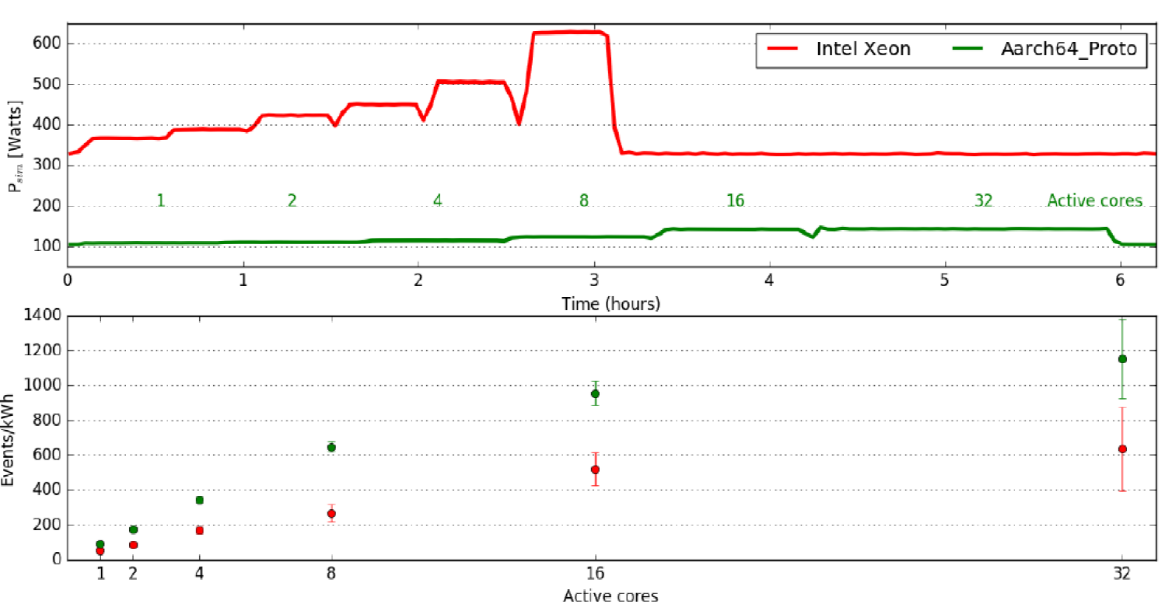 600
500
400
300
200
100
P_sim [Watts]
Intel Xeon
Aarch64_Proto
1 2 4 8 16 32 Active cores
0 1 2 3 4 5 6
Time (hours)
1400
1200
1000
800
600
400
200
0
Events/kWh
1 2 4 8 16 32
Active cores